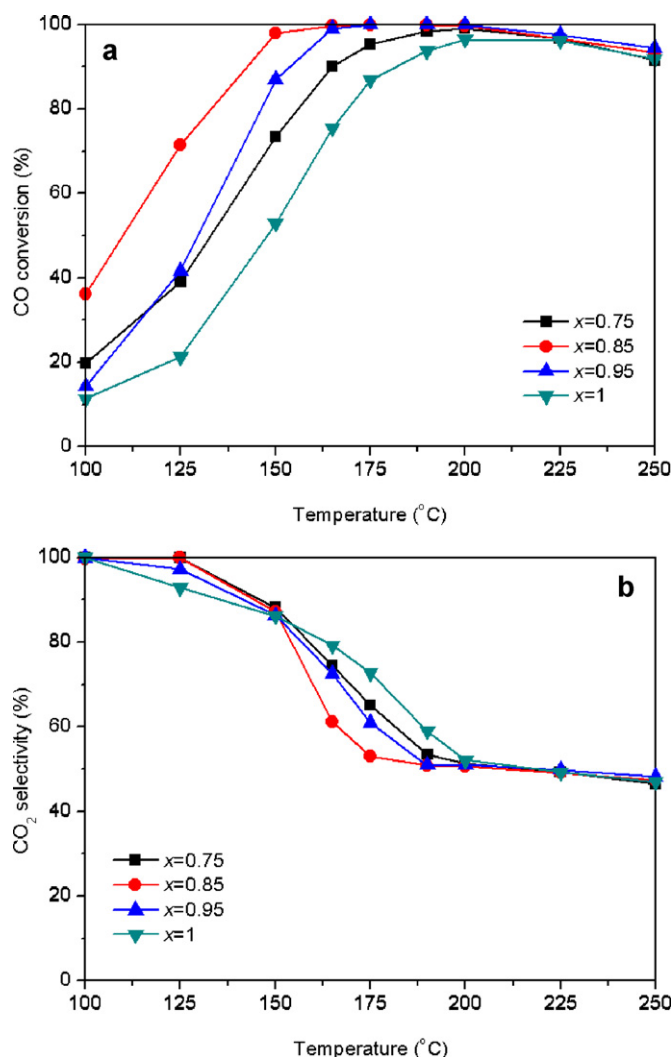 a
100
80
60
40
20
0
CO conversion (%)
x=0.75
x=0.85
x=0.95
x=1
100 125 150 175 200 225 250
Temperature (°C)
b
100
80
60
40
20
0
CO₂ selectivity (%)
x=0.75
x=0.85
x=0.95
x=1
100 125 150 175 200 225 250
Temperature (°C)